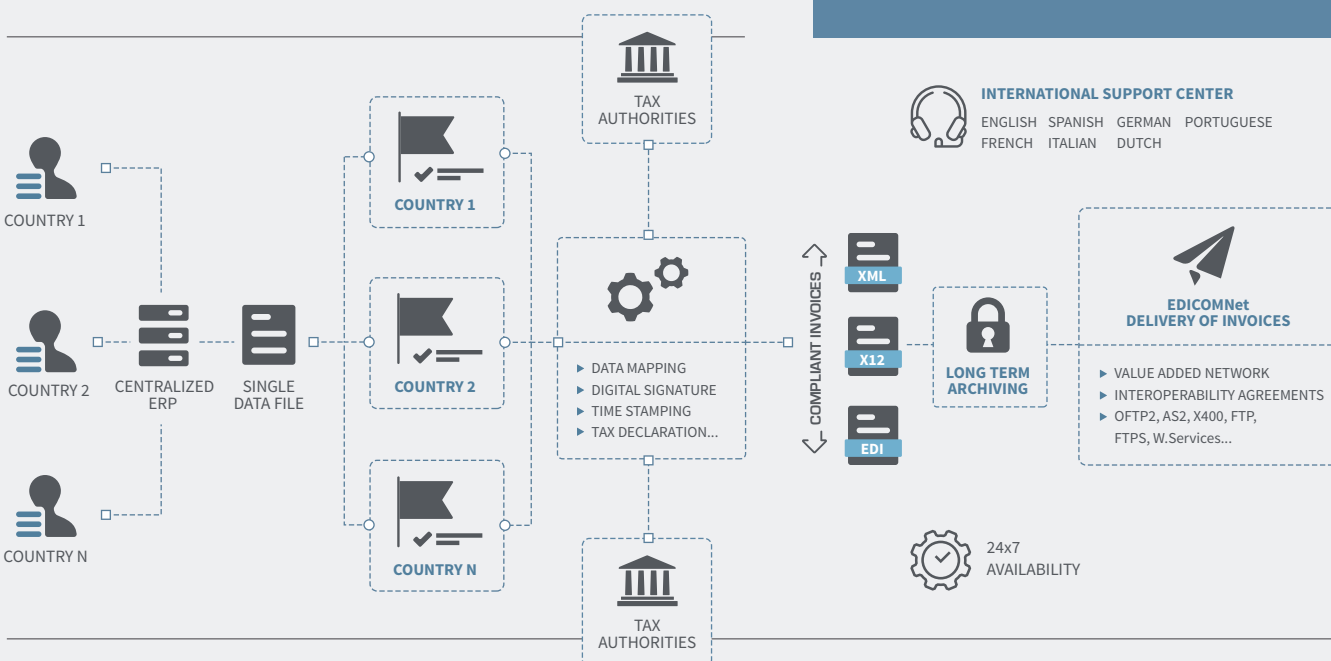 TAX
AUTHORITIES
INTERNATIONAL SUPPORT CENTER
ENGLISH SPANISH GERMAN PORTUGUESE
FRENCH ITALIAN DUTCH
COUNTRY 1
COUNTRY 2
COUNTRY N
CENTRALIZED
ERP
SINGLE
DATA FILE
COUNTRY 1
COUNTRY 2
COUNTRY N
DATA MAPPING
DIGITAL SIGNATURE
TIME STAMPING
TAX DECLARATION...
TAX
AUTHORITIES
COMPLIANT INVOICES
XML
X12
EDI
LONG TERM
ARCHIVING
EDICOMNet
DELIVERY OF INVOICES
VALUE ADDED NETWORK
INTEROPERABILITY AGREEMENTS
OFTP2, AS2, X400, FTP,
FTPS, W.Services...
24x7
AVAILABILITY